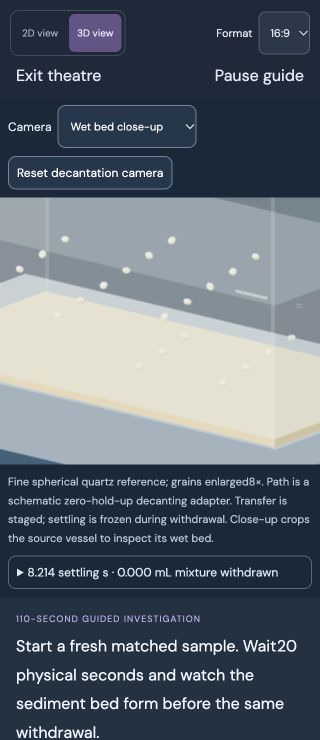 2D view
3D view
Format
16:9
Exit theatre
Pause guide
Camera
Wet bed close-up
Reset decantation camera
Fine spherical quartz reference; grains enlarged8×. Path is a
schematic zero-hold-up decanting adapter. Transfer is
staged; settling is frozen during withdrawal. Close-up crops
the source vessel to inspect its wet bed.
▶ 8.214 settling s · 0.000 mL mixture withdrawn
110-SECOND GUIDED INVESTIGATION
Start a fresh matched sample. Wait20
physical seconds and watch the
sediment bed form before the same
withdrawal.